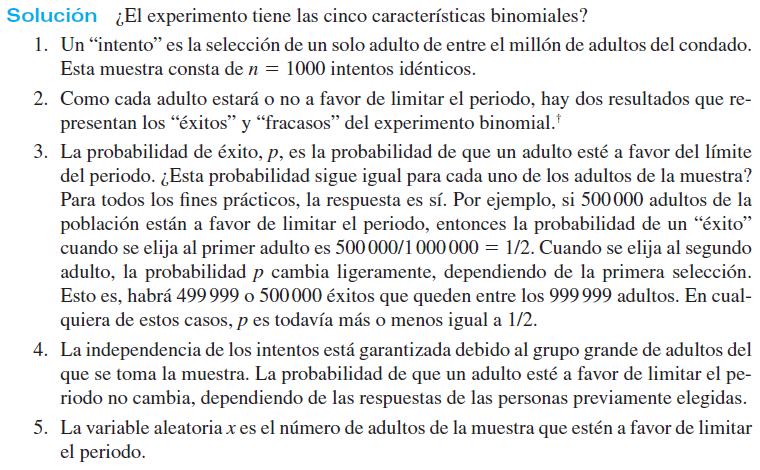 Solución ¿El experimento tiene las cinco características binomiales?
1. Un “intento” es la selección de un solo adulto de entre el millón de adultos del condado.
Esta muestra consta de n = 1000 intentos idénticos.
2. Como cada adulto estará o no a favor de limitar el periodo, hay dos resultados que re-
presentan los “éxitos” y “fracasos” del experimento binomial.†
3. La probabilidad de éxito, p, es la probabilidad de que un adulto esté a favor del límite
del periodo. ¿Esta probabilidad sigue igual para cada uno de los adultos de la muestra?
Para todos los fines prácticos, la respuesta es sí. Por ejemplo, si 500 000 adultos de la
población están a favor de limitar el periodo, entonces la probabilidad de un “éxito”
cuando se elija al primer adulto es 500 000/1 000 000 = 1/2. Cuando se elija al segundo
adulto, la probabilidad p cambia ligeramente, dependiendo de la primera selección.
Esto es, habrá 499 999 o 500 000 éxitos que queden entre los 999 999 adultos. En cual-
quiera de estos casos, p es todavía más o menos igual a 1/2.
4. La independencia de los intentos está garantizada debido al grupo grande de adultos del
que se toma la muestra. La probabilidad de que un adulto esté a favor de limitar el pe-
riodo no cambia, dependiendo de las respuestas de las personas previamente elegidas.
5. La variable aleatoria x es el número de adultos de la muestra que estén a favor de limitar
el periodo.